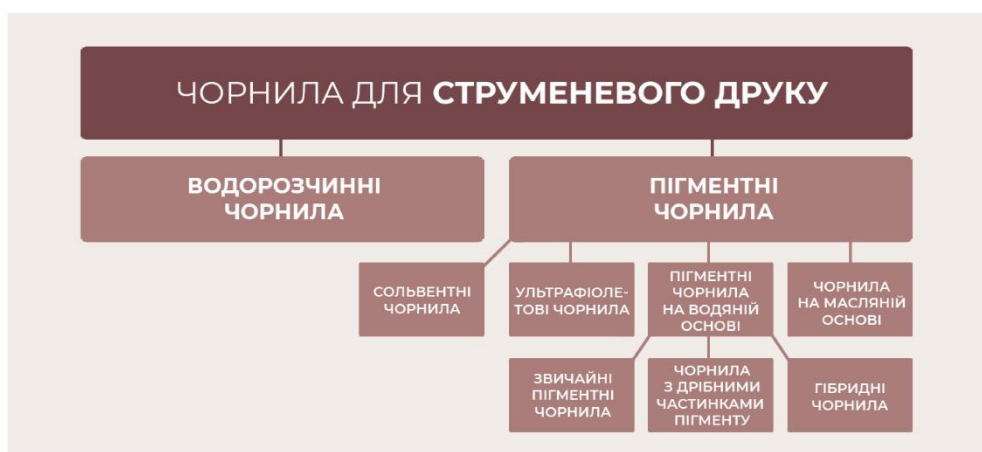 ЧОРНИЛА ДЛЯ СТРУМЕНЕВОГО ДРУКУ
ВОДОРОЗЧИННІ
ЧОРНИЛА
ПІГМЕНТНІ
ЧОРНИЛА
СОЛЬВЕНТНІ
ЧОРНИЛА
УЛЬТРАФІОЛЕ-
ТОВІ ЧОРНИЛА
ПІГМЕНТНІ
ЧОРНИЛА
НА ВОДЯНІЙ
ОСНОВІ
ЧОРНИЛА
НА МАСЛЯНІЙ
ОСНОВІ
ЗВИЧАЙНІ
ПІГМЕНТНІ
ЧОРНИЛА
ЧОРНИЛА
З ДРІБНИМИ
ЧАСТИНКАМИ
ПІГМЕНТУ
ГІБРИДНІ
ЧОРНИЛА